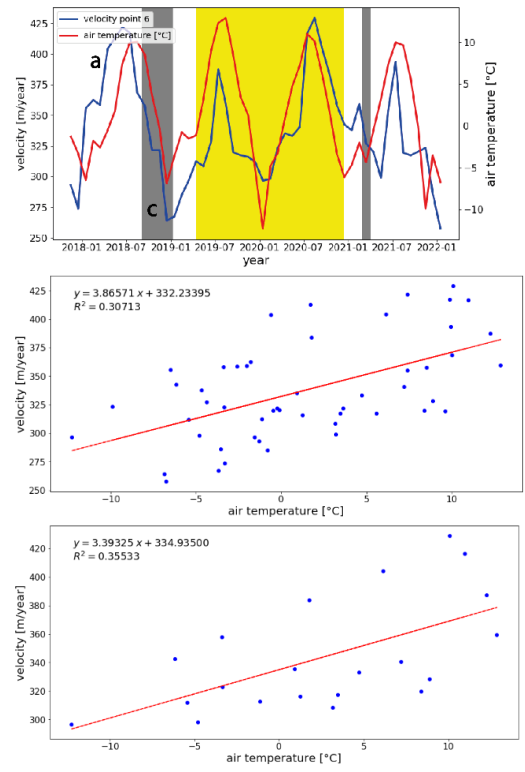 425
400
375
350
325
300
275
250
velocity [m/year]
velocity point 6
air temperature [°C]
a
c
10
5
0
−5
−10
air temperature [°C]
2018-01 2018-07 2019-01 2019-07 2020-01 2020-07 2021-01 2021-07 2022-01
year
425
400
375
350
325
300
275
250
velocity [m/year]
y = 3.86571 x + 332.23395
R² = 0.30713
−10 −5 0 5 10
air temperature [°C]
420
400
380
360
340
320
300
velocity [m/year]
y = 3.39325 x + 334.93500
R² = 0.35533
−10 −5 0 5 10
air temperature [°C]